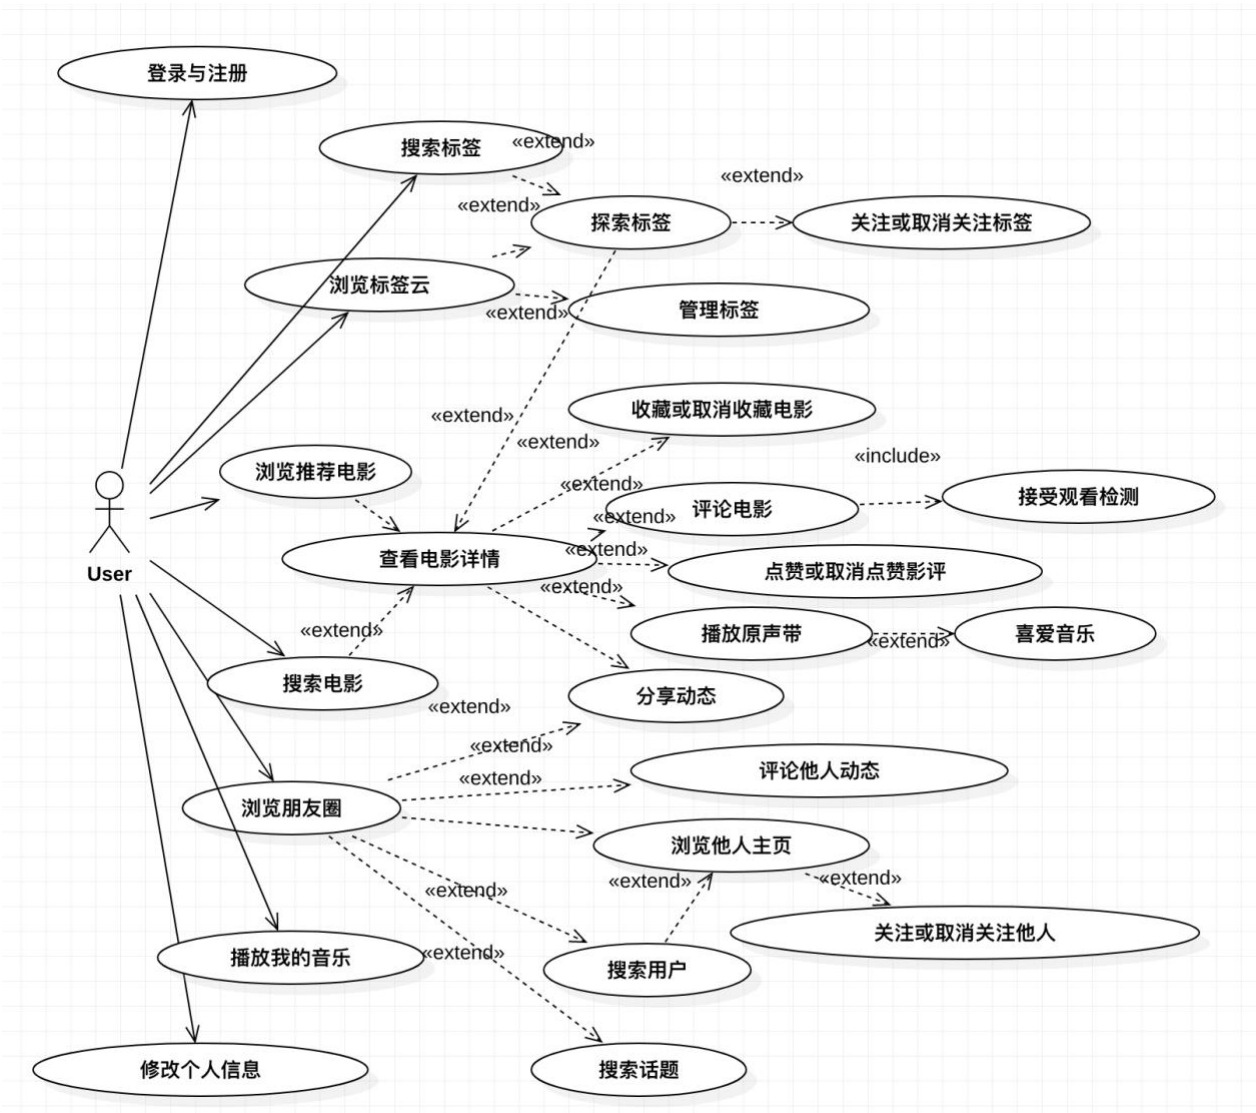 登录与注册
搜索标签
«extend»
«extend»
«extend»
探索标签
关注或取消关注标签
浏览标签云
«extend»
管理标签
«extend»
收藏或取消收藏电影
«extend»
浏览推荐电影
«include»
«extend»
评论电影
接受观看检测
«extend»
User
查看电影详情
«extend»
点赞或取消点赞影评
«extend»
«extend»
播放原声带
«extend»
喜爱音乐
搜索电影
«extend»
分享动态
«extend»
«extend»
评论他人动态
浏览朋友圈
浏览他人主页
«extend»
«extend»
«extend»
关注或取消关注他人
播放我的音乐
«extend»
搜索用户
修改个人信息
搜索话题